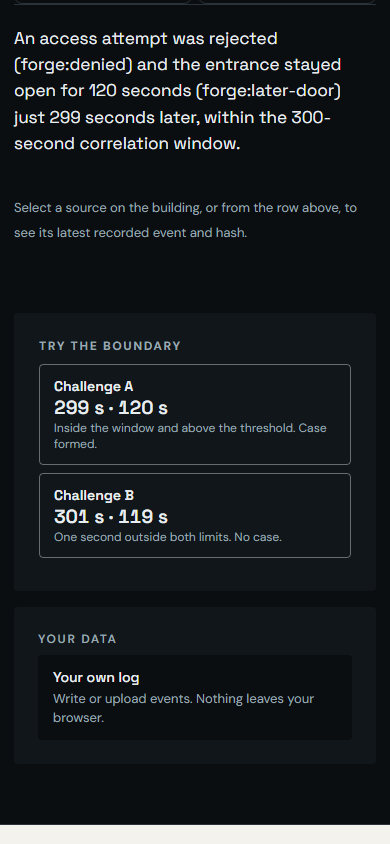 An access attempt was rejected
(forge:denied) and the entrance stayed
open for 120 seconds (forge:later-door)
just 299 seconds later, within the 300-
second correlation window.
Select a source on the building, or from the row above, to
see its latest recorded event and hash.
TRY THE BOUNDARY
Challenge A
299 s · 120 s
Inside the window and above the threshold. Case
formed.
Challenge B
301 s · 119 s
One second outside both limits. No case.
YOUR DATA
Your own log
Write or upload events. Nothing leaves your
browser.